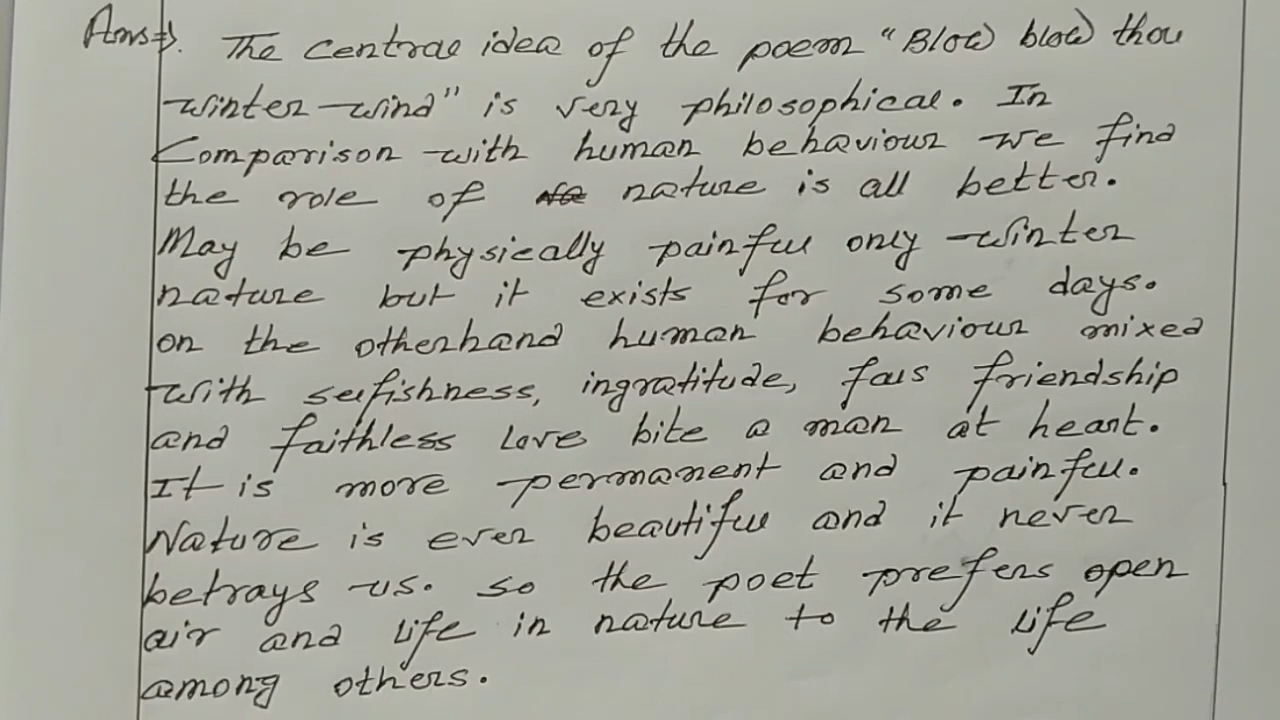 Ans⇒. The central idea of the poem "Blow blow thou
winter wind" is very philosophical. In
Comparison with human behaviour we find
the role of Na nature is all better.
May be physically painful only winter
nature but it exists for some days.
on the otherhand human behaviour mixed
with selfishness, ingratitude, fals friendship
and faithless love bite a man at heart.
It is more permanent and painful.
Nature is ever beautiful and it never
betrays us. so the poet prefers open
air and life in nature to the life
among others.